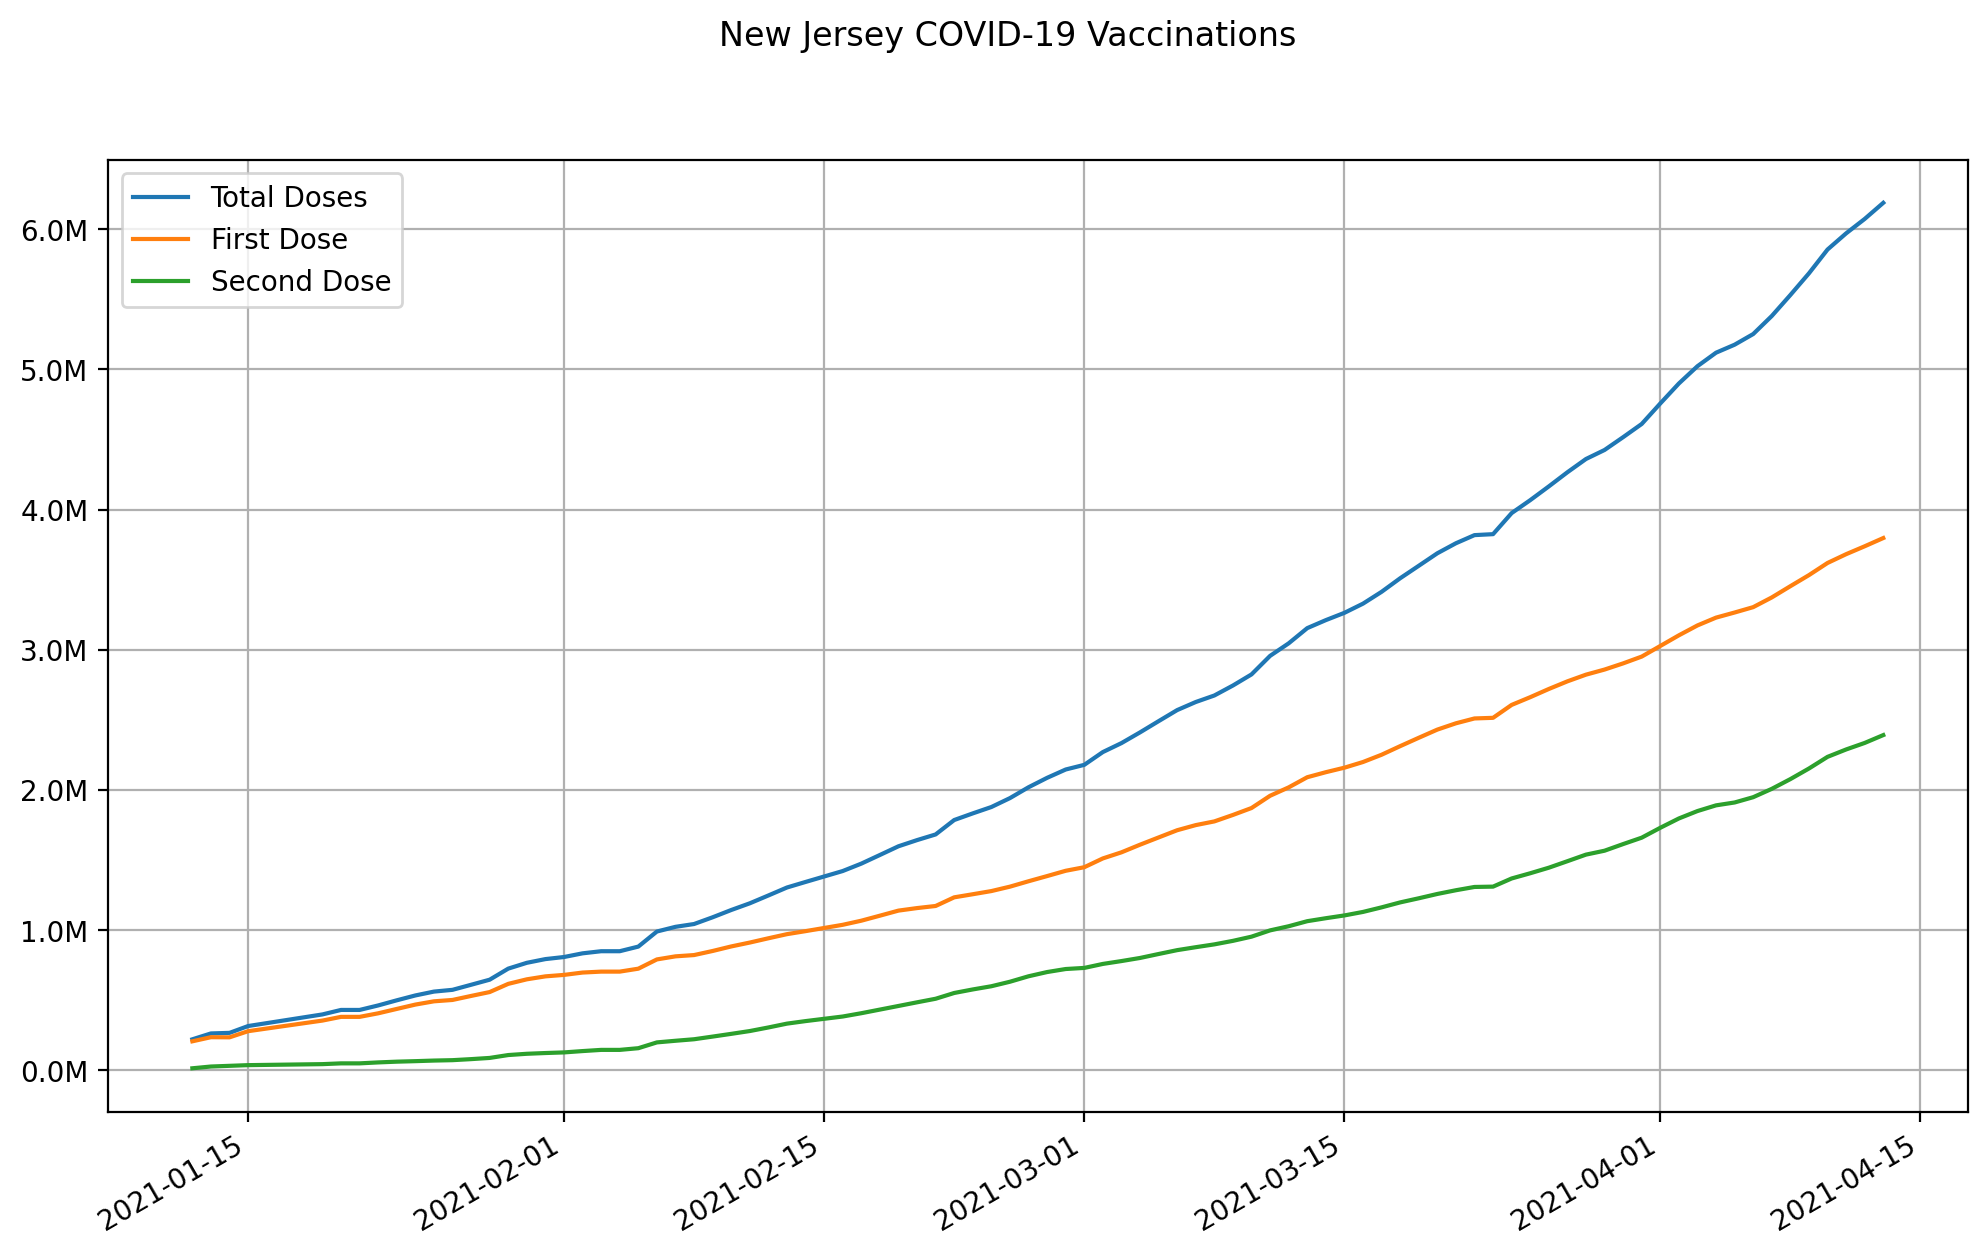 New Jersey COVID-19 Vaccinations
Total Doses
First Dose
Second Dose
6.0M
5.0M
4.0M
3.0M
2.0M
1.0M
0.0M
2021-01-15
2021-02-01
2021-02-15
2021-03-01
2021-03-15
2021-04-01
2021-04-15